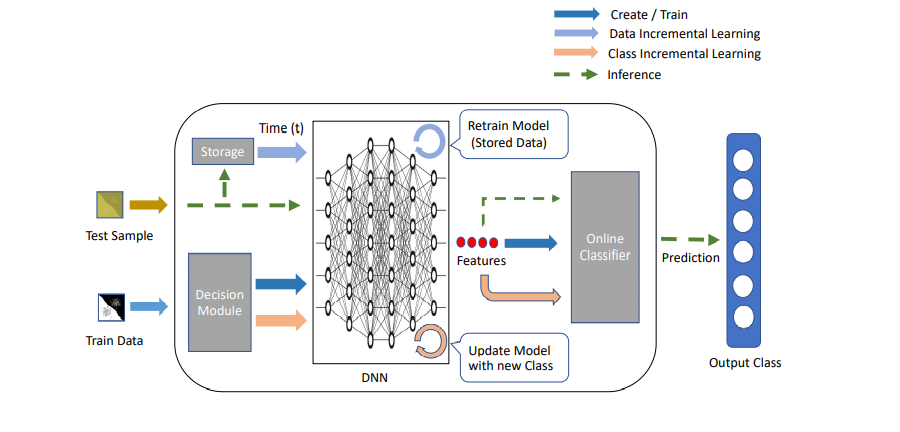 Create / Train
Data Incremental Learning
Class Incremental Learning
Inference
Time (t)
Storage
Retrain Model
(Stored Data)
Test Sample
Features
Online
Classifier
Prediction
Decision
Module
Train Data
Update Model
with new Class
DNN
Output Class